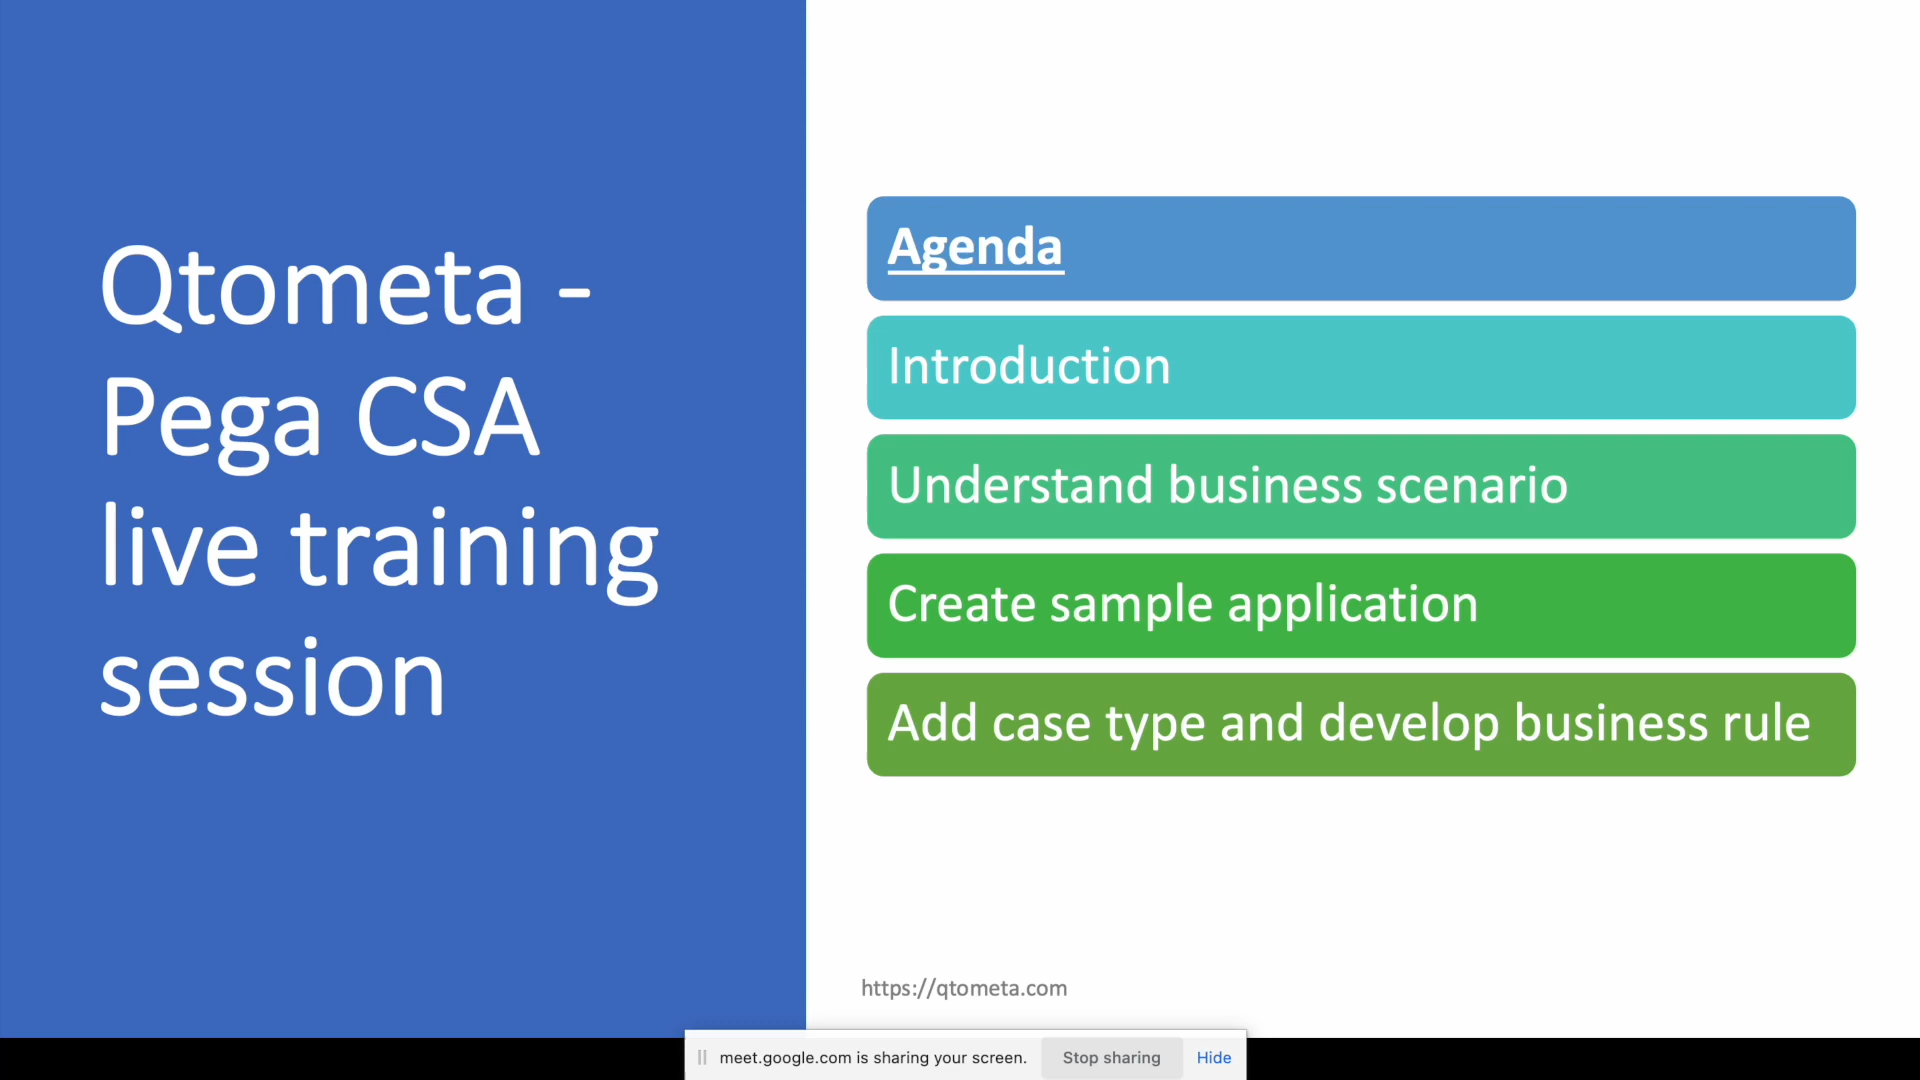 Qtometa -
Pega CSA
live training
session
Agenda
Introduction
Understand business scenario
Create sample application
Add case type and develop business rule
https://qtometa.com
meet.google.com is sharing your screen.
Stop sharing
Hide